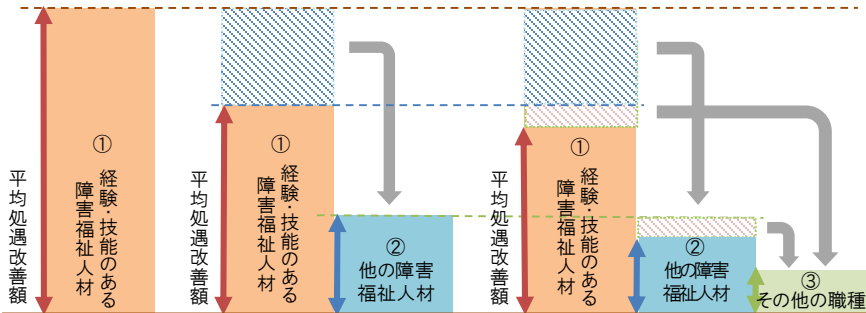 平均処遇改善額
①
経験・技能のある
障害福祉人材
平均処遇改善額
①
経験・技能のある
障害福祉人材
②
他の障害
福祉人材
平均処遇改善額
①
経験・技能のある
障害福祉人材
②
他の障害
福祉人材
③
その他の職種